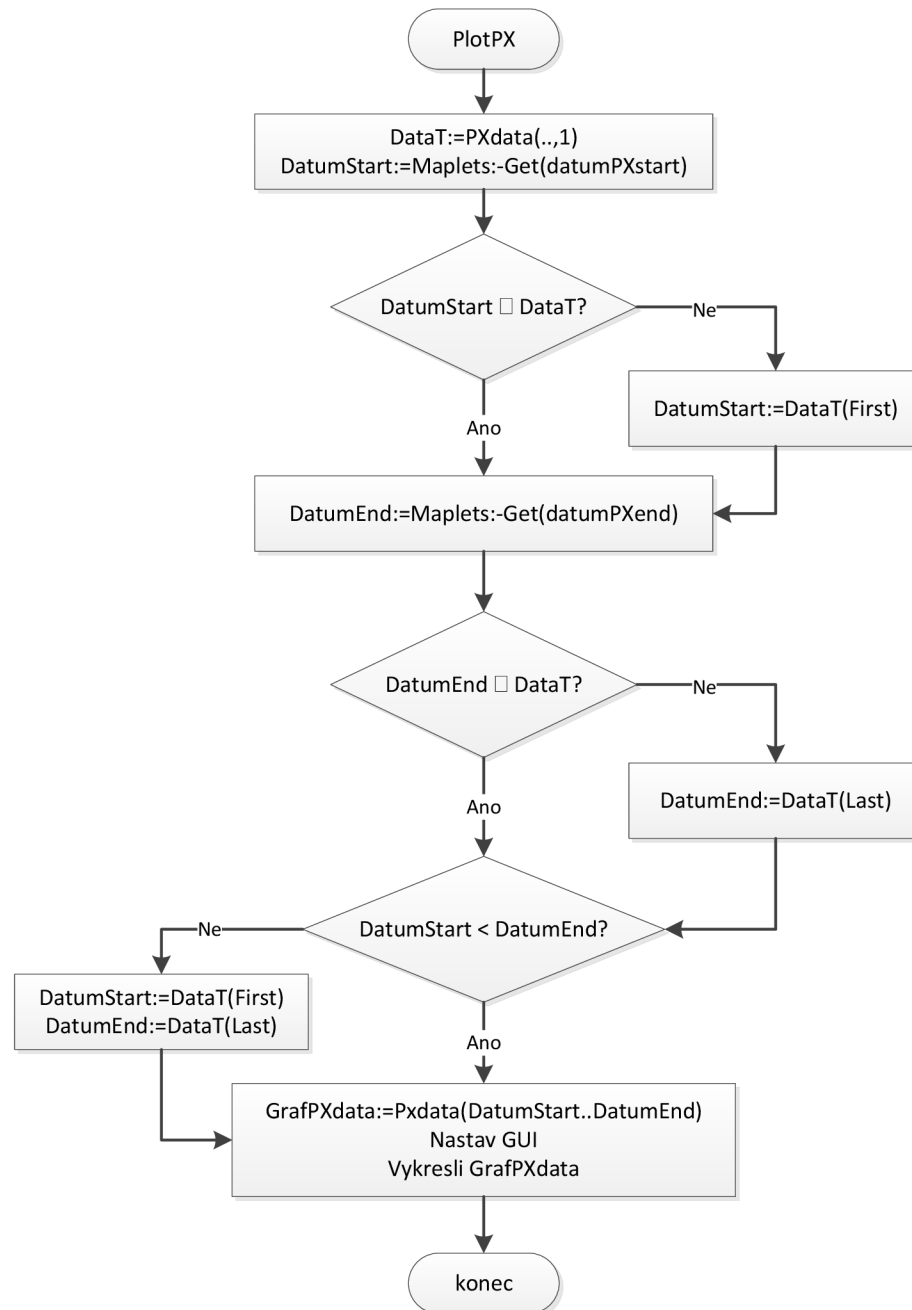 PlotPX
DataT:=PXdata(..,1)
DatumStart:=Maplets:-Get(datumPXstart)
DatumStart □ DataT?
Ne
DatumStart:=DataT(First)
Ano
DatumEnd:=Maplets:-Get(datumPXend)
DatumEnd □ DataT?
Ne
DatumEnd:=DataT(Last)
Ano
DatumStart < DatumEnd?
Ne
DatumStart:=DataT(First)
DatumEnd:=DataT(Last)
Ano
GrafPXdata:=Pxdata(DatumStart..DatumEnd)
Nastav GUI
Vykresli GrafPXdata
konec